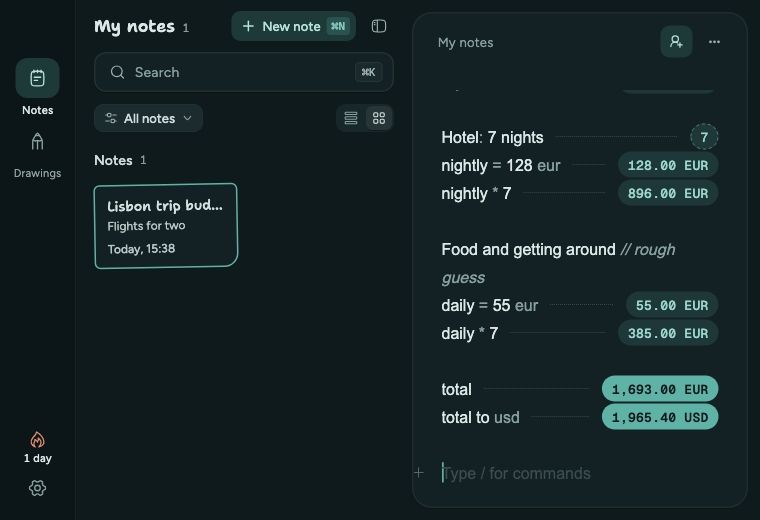 My notes 1
+ New note ⌘N
Search ⌘K
All notes
Notes
Drawings
Notes 1
Lisbon trip bud...
Flights for two
Today, 15:38
1 day
My notes
Hotel: 7 nights 7
nightly = 128 eur 128.00 EUR
nightly * 7 896.00 EUR
Food and getting around // rough
guess
daily = 55 eur 55.00 EUR
daily * 7 385.00 EUR
total 1,693.00 EUR
total to usd 1,965.40 USD
Type / for commands